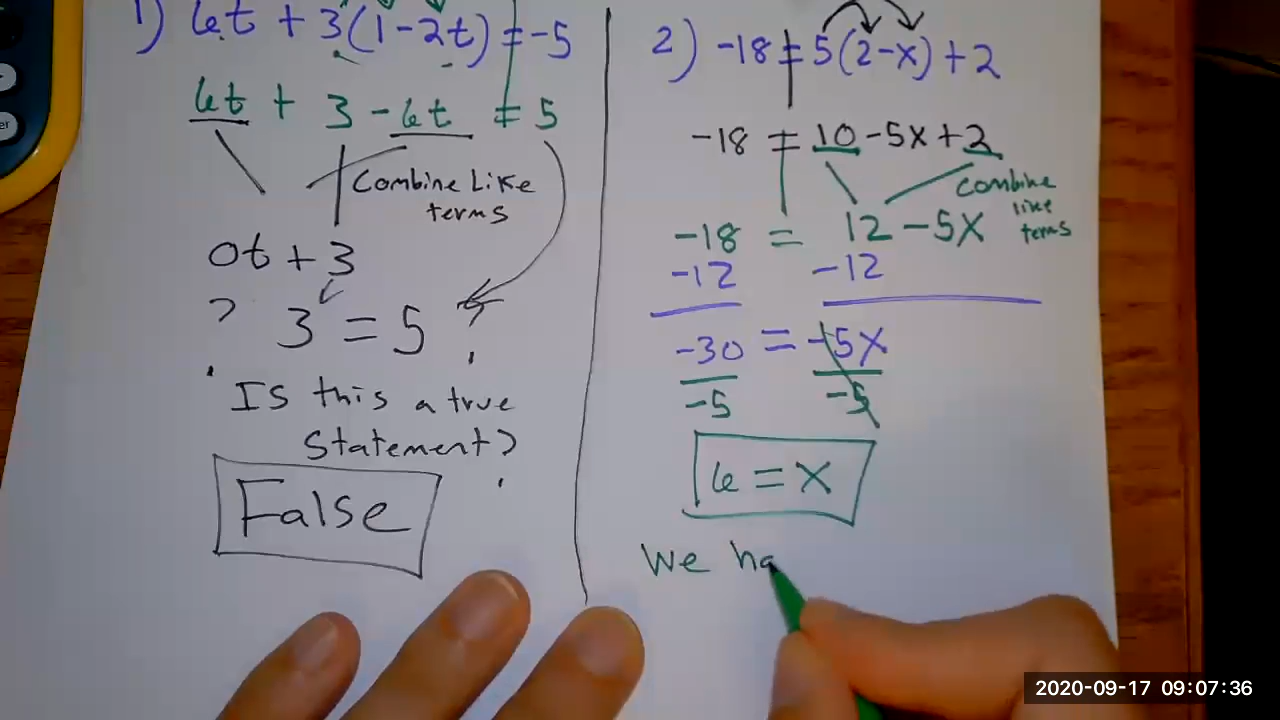 1) 6t + 3(1-2t) = -5
6t + 3 - 6t = 5
Combine Like
terms
0t + 3
? 3 = 5
Is this a true
Statement?
False
2) -18 = 5(2-x) + 2
-18 = 10 - 5x + 2
Combine
like
terms
-18 = 12 - 5x
-12 -12
-30 = -5x
-5 -5
6 = x
We ha
2020-09-17 09:07:36